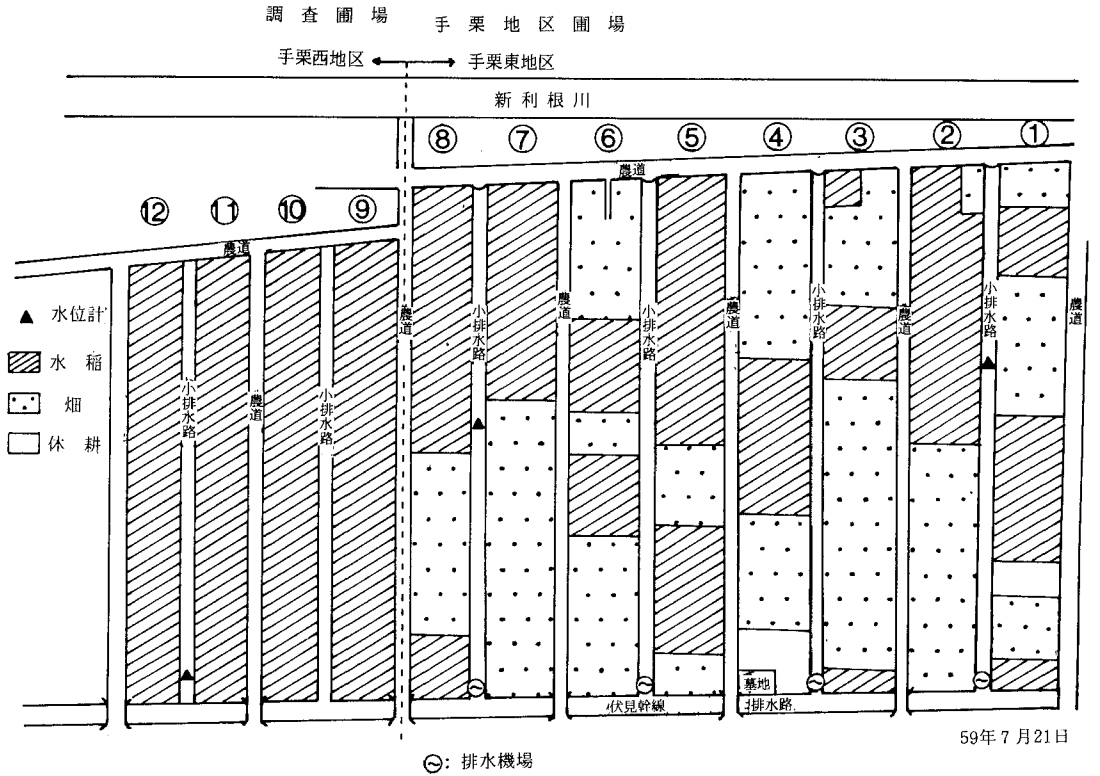 調査圃場 手栗地区圃場
手栗西地区 手栗東地区
新利根川
⑧ ⑦ ⑥ ⑤ ④ ③ ② ①
農道
⑫ ⑪ ⑩ ⑨
農道
▲ 水位計
水稲
畑
休耕
小排水路
農道
小排水路
農道
小排水路
農道
小排水路
農道
小排水路
農道
小排水路
農道
墓地
伏見幹線 排水路
59年7月21日
〜: 排水機場